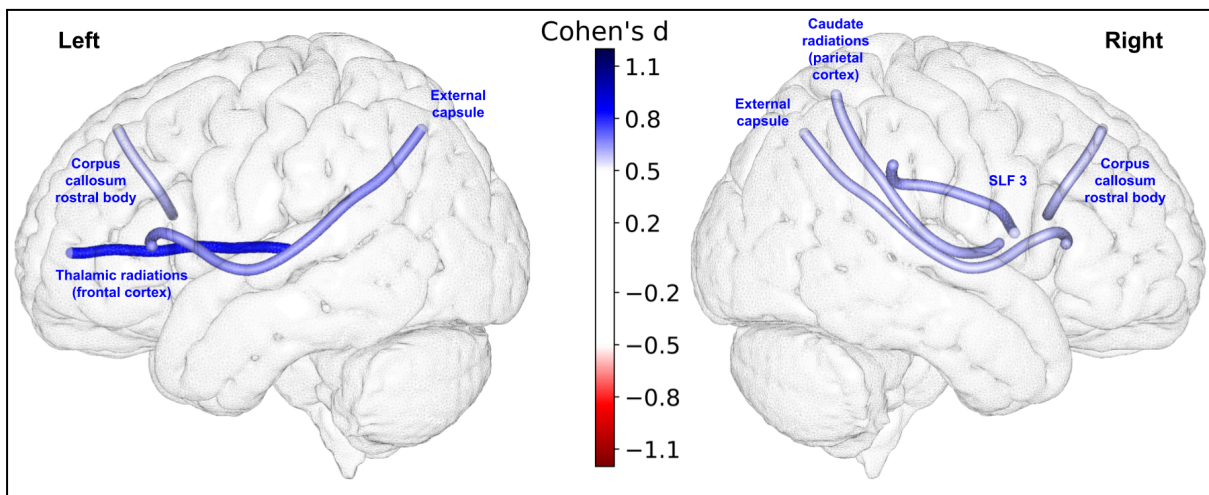 Left
External
capsule
Corpus
callosum
rostral body
Thalamic radiations
(frontal cortex)
Cohen's d
1.1
0.8
0.5
0.2
−0.2
−0.5
−0.8
−1.1
Caudate
radiations
(parietal
cortex)
Right
External
capsule
SLF 3
Corpus
callosum
rostral body